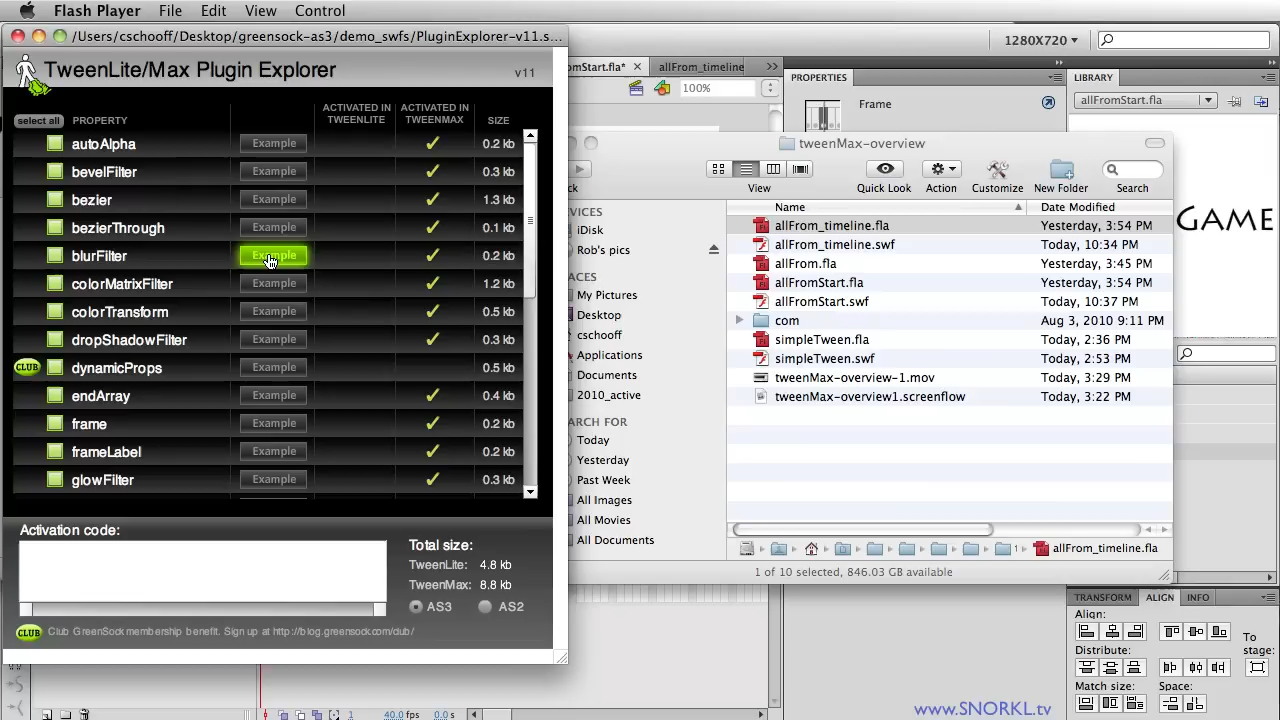 Flash Player File Edit View Control
/Users/cschooff/Desktop/greensock-as3/demo_swfs/PluginExplorer-v11.s...
TweenLite/Max Plugin Explorer
v11
ACTIVATED IN TWEENLITE
ACTIVATED IN TWEENMAX
select all PROPERTY SIZE
autoAlpha Example ✓ 0.2 kb
bevelFilter Example ✓ 0.3 kb
bezier Example ✓ 1.3 kb
bezierThrough Example ✓ 0.1 kb
blurFilter Example ✓ 0.2 kb
colorMatrixFilter Example ✓ 1.2 kb
colorTransform Example ✓ 0.5 kb
dropShadowFilter Example ✓ 0.3 kb
CLUB dynamicProps Example 0.5 kb
endArray Example ✓ 0.4 kb
frame Example ✓ 0.2 kb
frameLabel Example ✓ 0.2 kb
glowFilter Example ✓ 0.3 kb
Activation code:
Total size:
TweenLite: 4.8 kb
TweenMax: 8.8 kb
AS3 AS2
CLUB Club GreenSock membership benefit. Sign up at http://blog.greensock.com/club/
1280X720
omStart.fla* × allFrom_timeline
100%
PROPERTIES
Frame
LIBRARY
allFromStart.fla
GAME
tweenMax-overview
ck View Quick Look Action Customize New Folder Search
EVICES
iDisk
Rob's pics
ACES
My Pictures
Desktop
cschooff
Applications
Documents
2010_active
EARCH FOR
Today
Yesterday
Past Week
All Images
All Movies
All Documents
Name Date Modified
allFrom_timeline.fla Yesterday, 3:54 PM
allFrom_timeline.swf Today, 10:34 PM
allFrom.fla Yesterday, 3:45 PM
allFromStart.fla Yesterday, 3:54 PM
allFromStart.swf Today, 10:37 PM
com Aug 3, 2010 9:11 PM
simpleTween.fla Today, 2:36 PM
simpleTween.swf Today, 2:53 PM
tweenMax-overview-1.mov Today, 3:29 PM
tweenMax-overview1.screenflow Today, 3:22 PM
allFrom_timeline.fla
1 of 10 selected, 846.03 GB available
TRANSFORM ALIGN INFO
Align:
Distribute:
Match size: Space:
To stage:
1 40.0 fps 0.0 s
www.SNORKL.tv